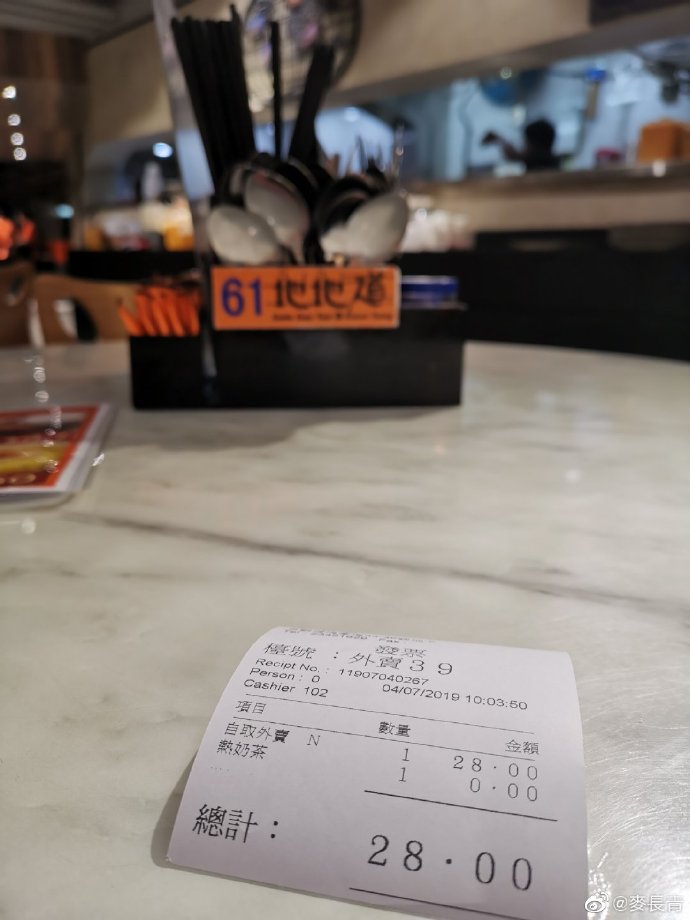 61 地地道
發票
檯號 : 外賣39
Recipt No. : 11907040267
Person : 0 04/07/2019 10:03:50
Cashier 102
項目 數量 金額
自取外賣 N 1 28.00
熱奶茶 1 0.00
總計 : 28.00
@麥長青